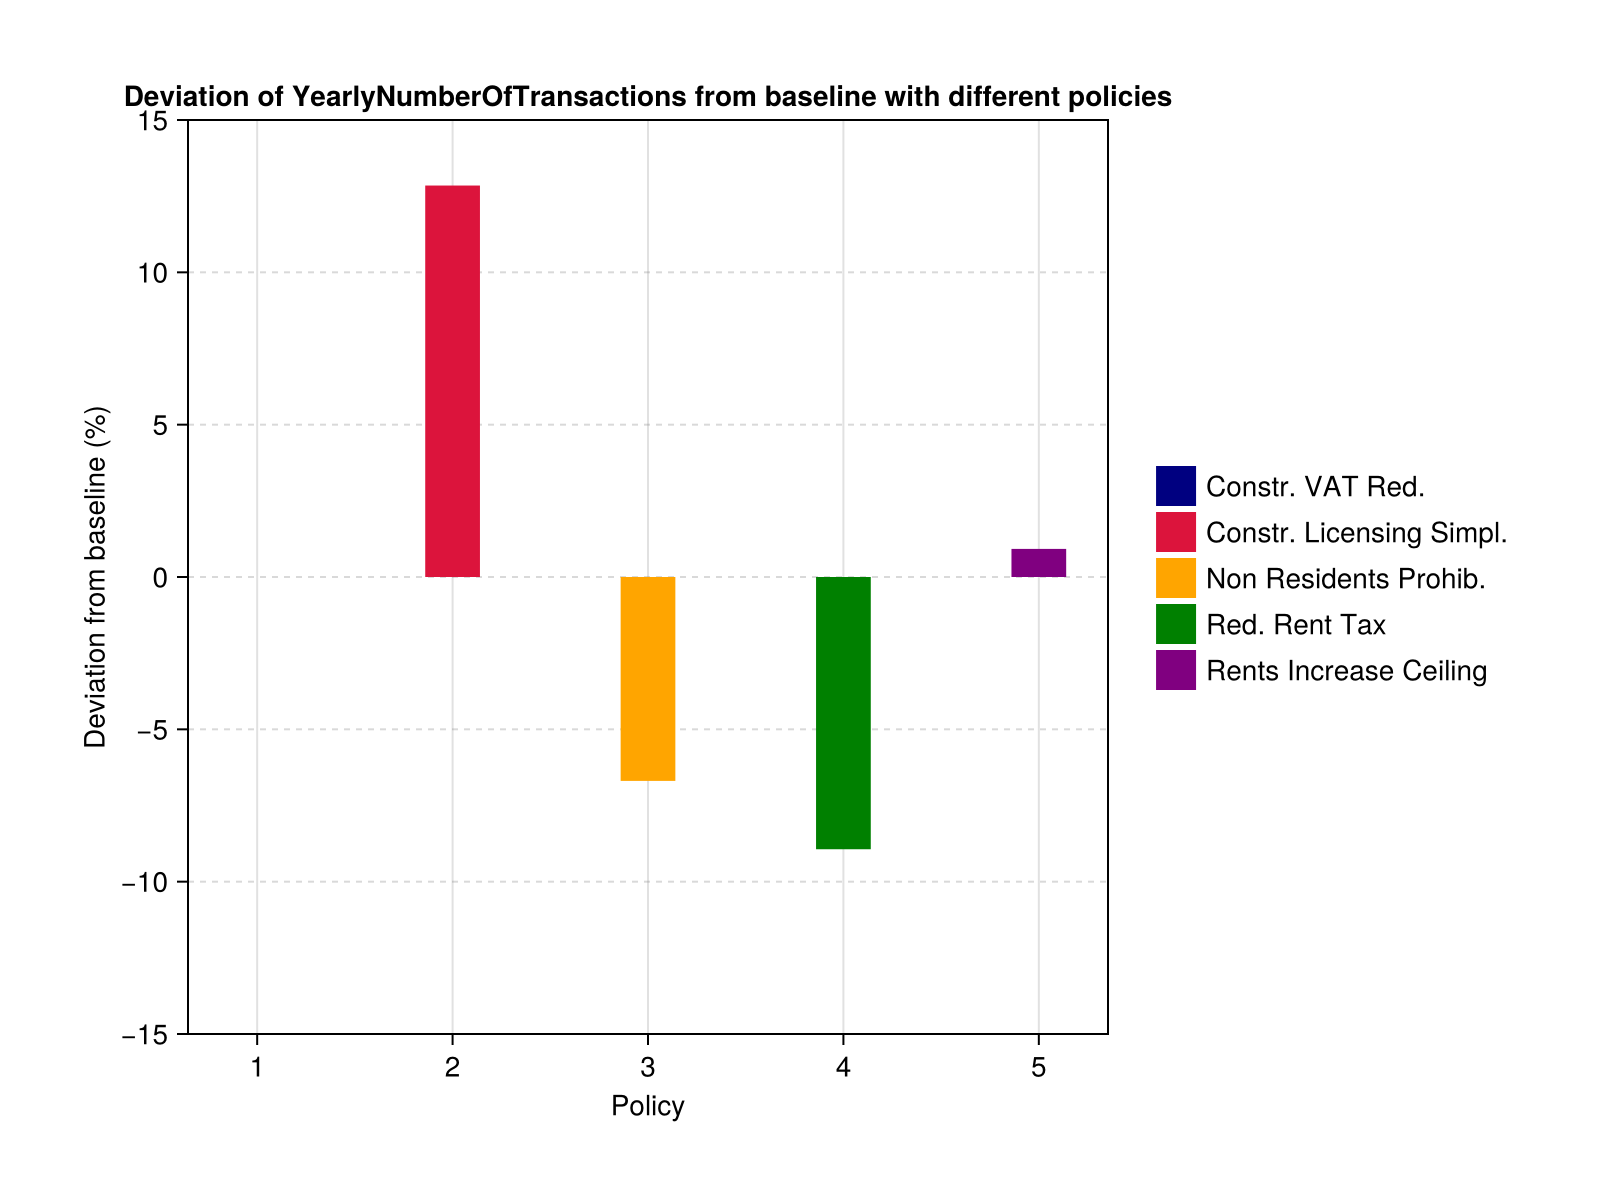 Deviation of YearlyNumberOfTransactions from baseline with different policies
15
10
5
0
−5
−10
−15
Deviation from baseline (%)
1 2 3 4 5
Policy
Constr. VAT Red.
Constr. Licensing Simpl.
Non Residents Prohib.
Red. Rent Tax
Rents Increase Ceiling